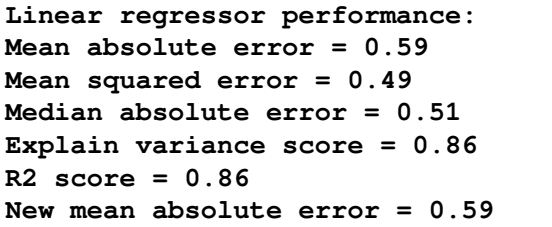 Linear regressor performance:
Mean absolute error = 0.59
Mean squared error = 0.49
Median absolute error = 0.51
Explain variance score = 0.86
R2 score = 0.86
New mean absolute error = 0.59